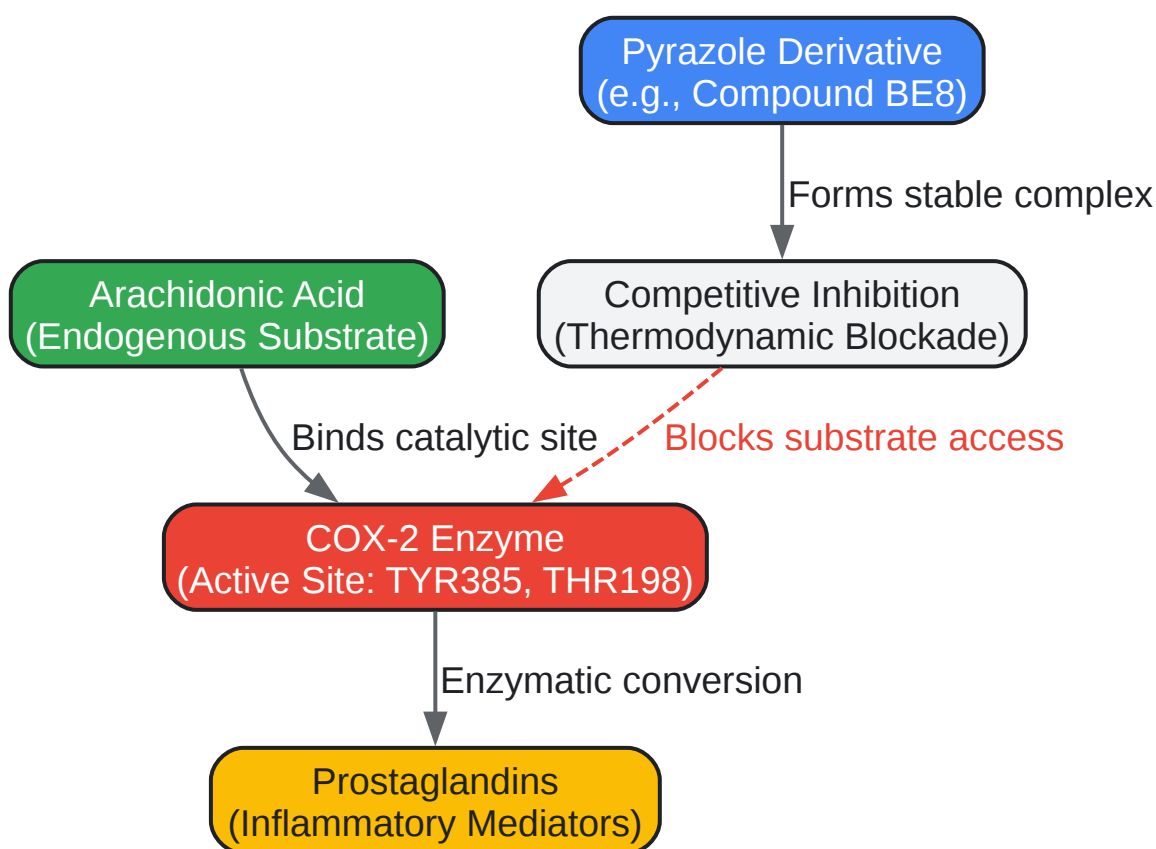 Pyrazole Derivative
(e.g., Compound BE8)
Forms stable complex
Arachidonic Acid
(Endogenous Substrate)
Competitive Inhibition
(Thermodynamic Blockade)
Binds catalytic site
Blocks substrate access
COX-2 Enzyme
(Active Site: TYR385, THR198)
Enzymatic conversion
Prostaglandins
(Inflammatory Mediators)